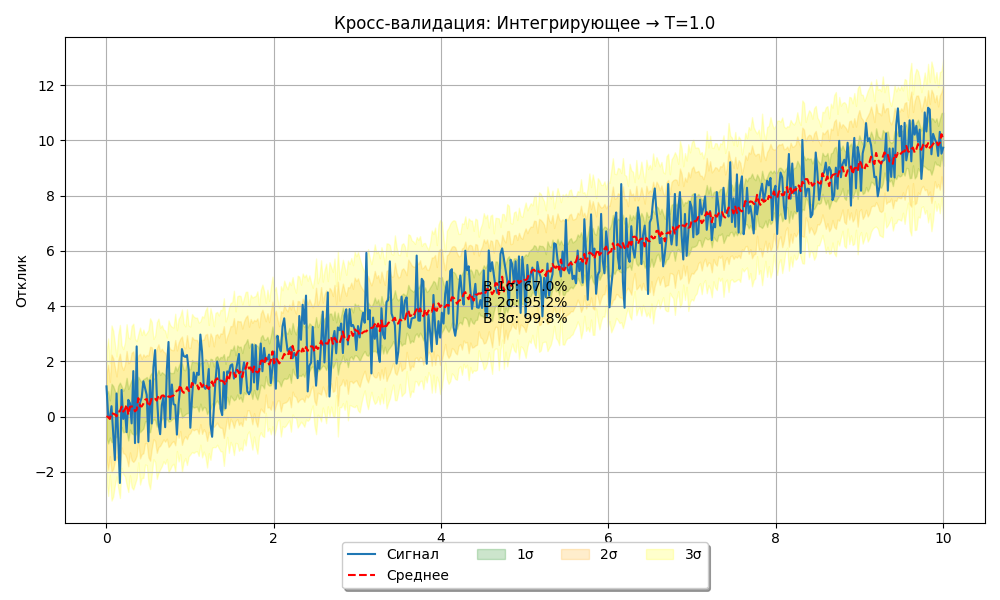 Кросс-валидация: Интегрирующее → T=1.0
Отклик
12
10
8
6
4
2
0
−2
В 1σ: 67.0%
В 2σ: 95.2%
В 3σ: 99.8%
0 2 4 6 8 10
Сигнал 1σ 2σ 3σ
Среднее